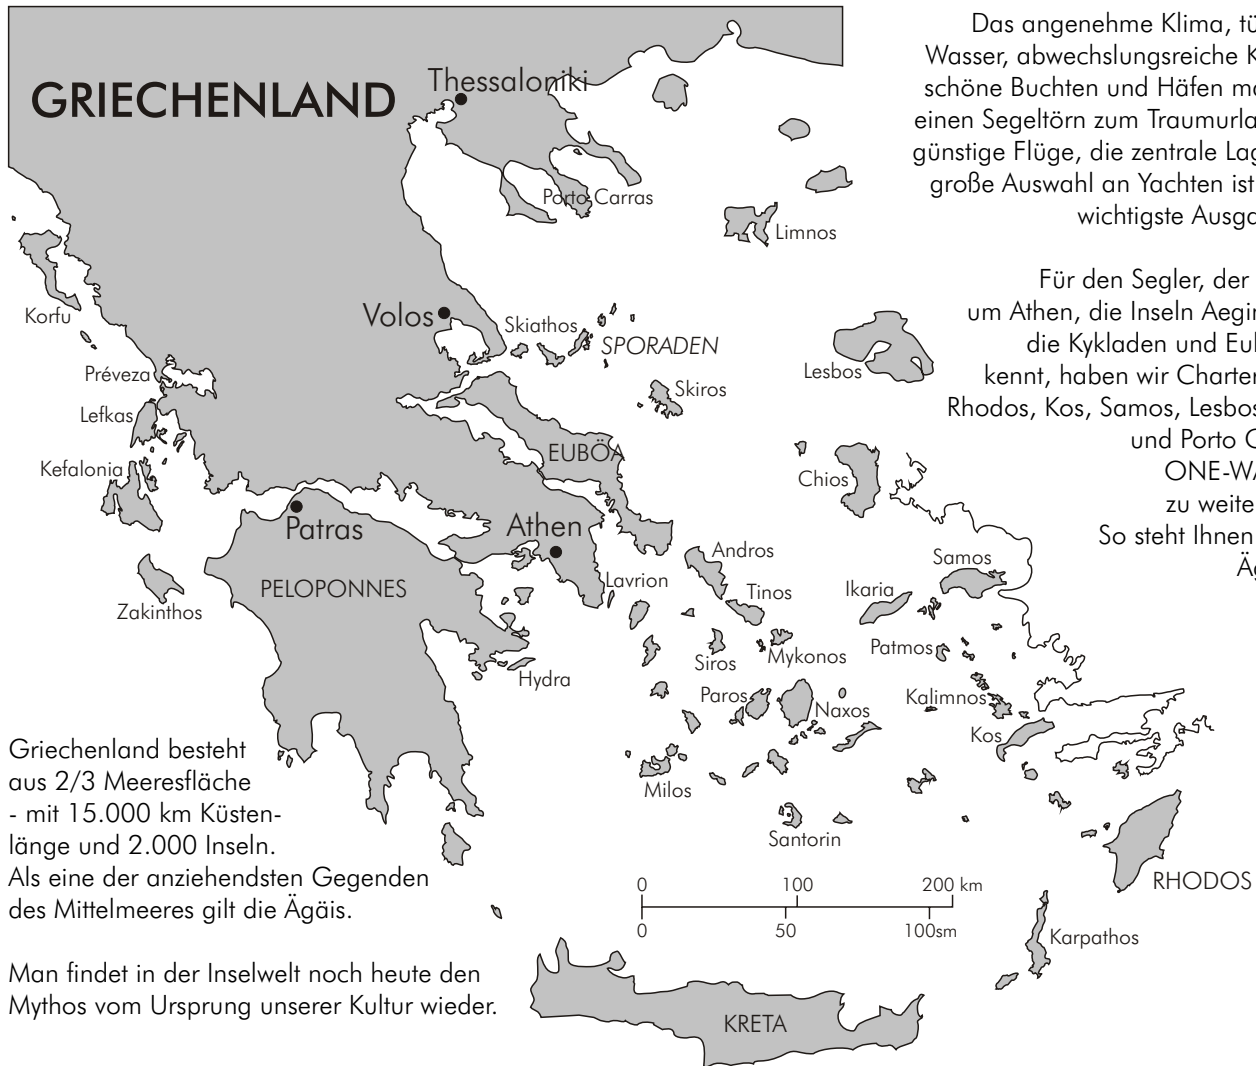 GRIECHENLAND
Das angenehme Klima, tü
Wasser, abwechslungsreiche K
schöne Buchten und Häfen ma
einen Segeltörn zum Traumurla
günstige Flüge, die zentrale Lag
große Auswahl an Yachten ist
wichtigste Ausga
Für den Segler, der
um Athen, die Inseln Aegin
die Kykladen und Eub
kennt, haben wir Charter
Rhodos, Kos, Samos, Lesbos
und Porto C
ONE-WA
zu weite
So steht Ihnen
Äg
Thessaloniki
Porto Carras
Limnos
Korfu
Volos
Skiathos
SPORADEN
Préveza
Lesbos
Skiros
Lefkas
EUBÖA
Kefalonia
Chios
Patras
Athen
Andros
Samos
PELOPONNES
Lavrion
Tinos
Ikaria
Zakinthos
Siros
Mykonos
Patmos
Hydra
Paros
Naxos
Kalimnos
Kos
Milos
Santorin
RHODOS
Karpathos
KRETA
0 100 200 km
0 50 100sm
Griechenland besteht
aus 2/3 Meeresfläche
- mit 15.000 km Küsten-
länge und 2.000 Inseln.
Als eine der anziehendsten Gegenden
des Mittelmeeres gilt die Ägäis.
Man findet in der Inselwelt noch heute den
Mythos vom Ursprung unserer Kultur wieder.